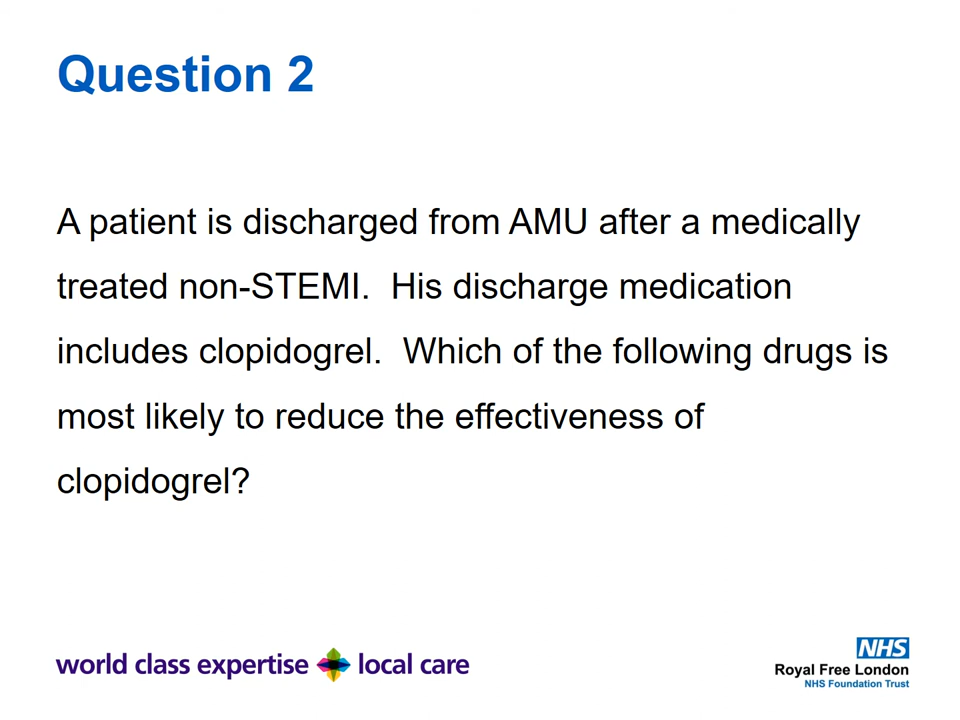 Question 2
A patient is discharged from AMU after a medically
treated non-STEMI.  His discharge medication
includes clopidogrel.  Which of the following drugs is
most likely to reduce the effectiveness of
clopidogrel?
world class expertise local care
NHS
Royal Free London
NHS Foundation Trust